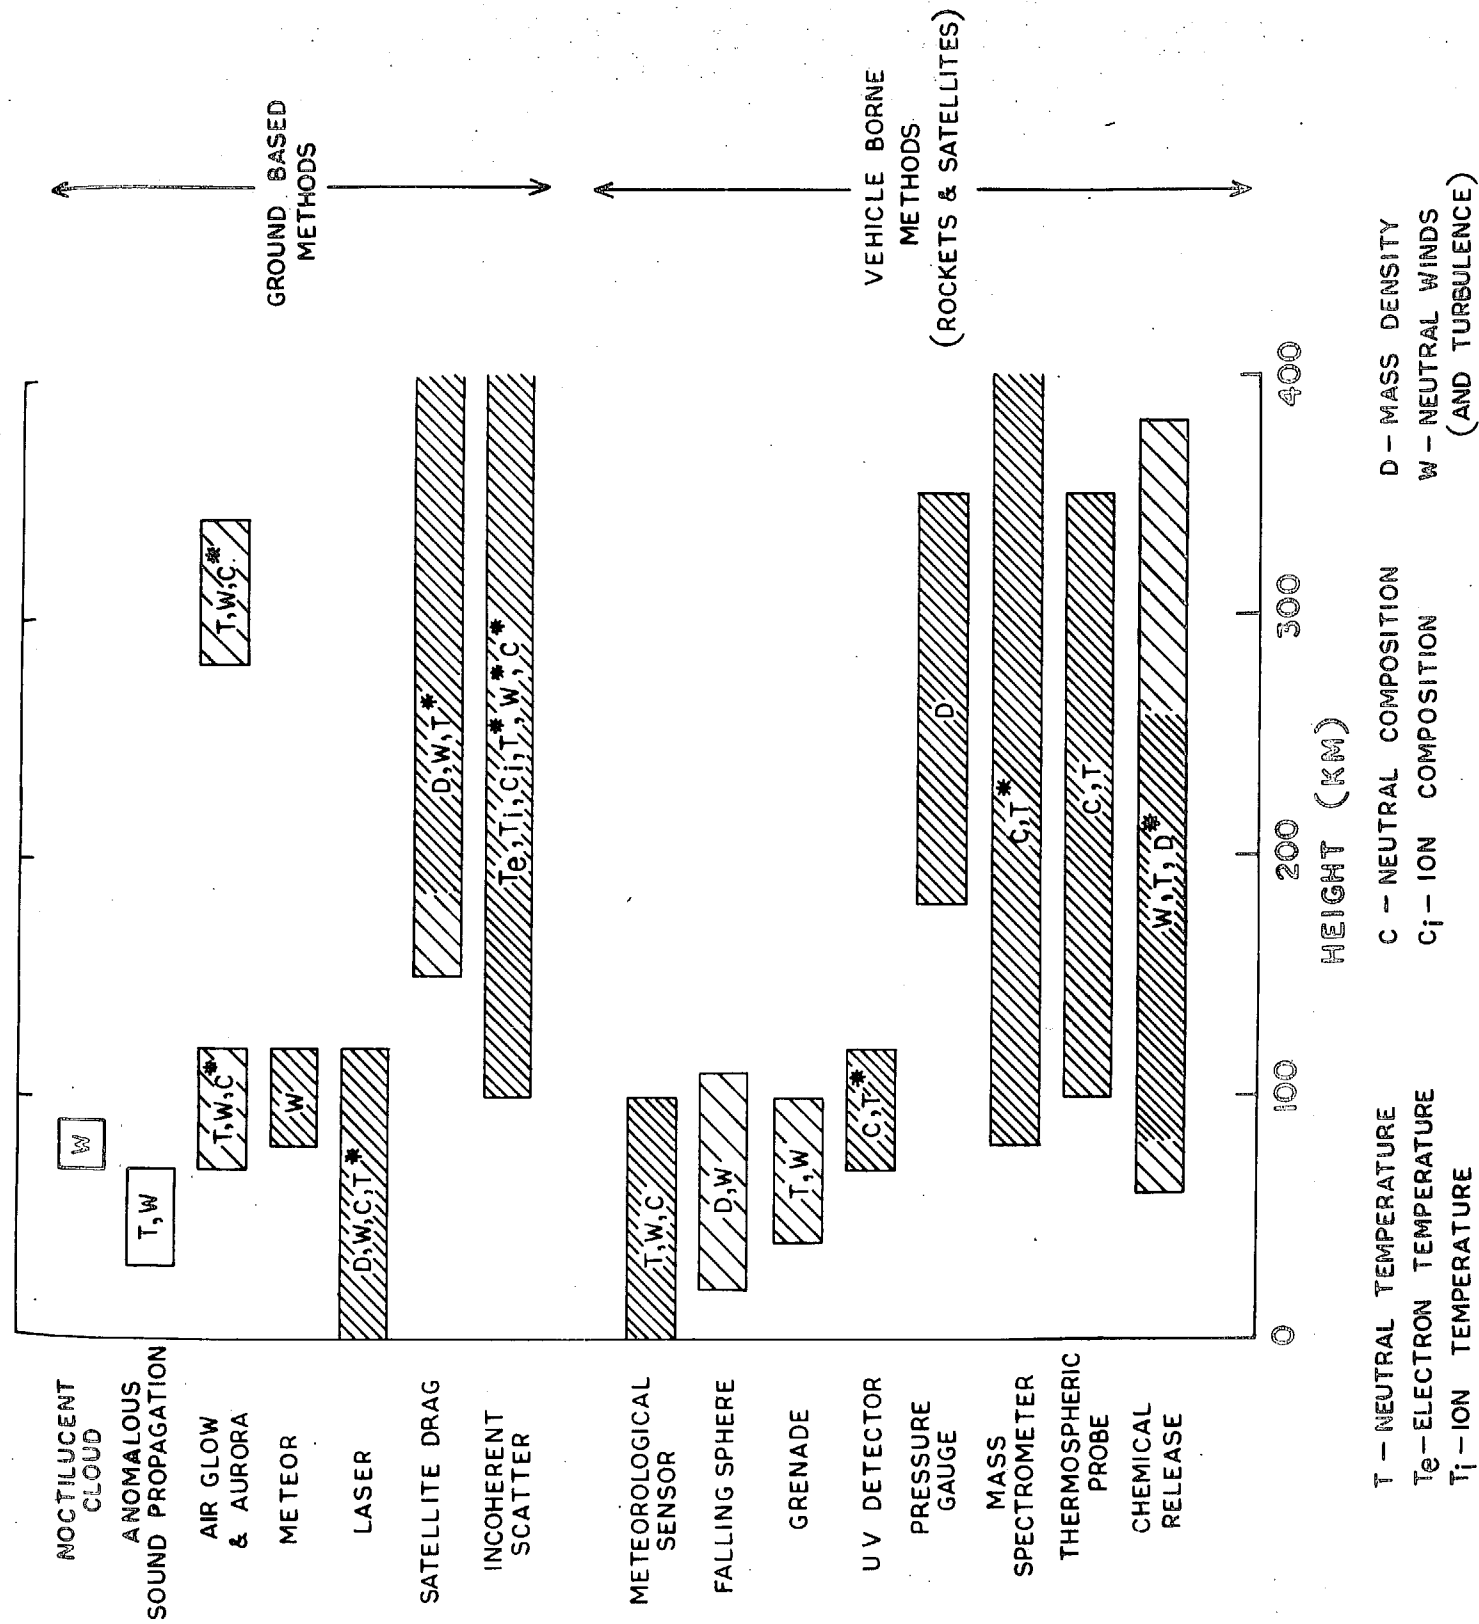 NOCTILUCENT
CLOUD
W
ANOMALOUS
SOUND PROPAGATION
T,W
AIR GLOW
& AURORA
T,W,C*
T,W,C*
METEOR
W
LASER
D,W,C,T*
SATELLITE DRAG
D,W,T*
INCOHERENT
SCATTER
Te,Ti,Ci,T*,W*,C*
GROUND BASED
METHODS
METEOROLOGICAL
SENSOR
T,W,C
FALLING SPHERE
D,W
GRENADE
T,W
UV DETECTOR
C,T*
PRESSURE
GAUGE
D
MASS
SPECTROMETER
C,T*
THERMOSPHERIC
PROBE
C,T
CHEMICAL
RELEASE
W,T,D*
VEHICLE BORNE
METHODS
(ROCKETS & SATELLITES)
0 100 200 300 400
HEIGHT (KM)
T – NEUTRAL TEMPERATURE
Te – ELECTRON TEMPERATURE
Ti – ION TEMPERATURE
C – NEUTRAL COMPOSITION
Ci – ION COMPOSITION
D – MASS DENSITY
W – NEUTRAL WINDS
(AND TURBULENCE)